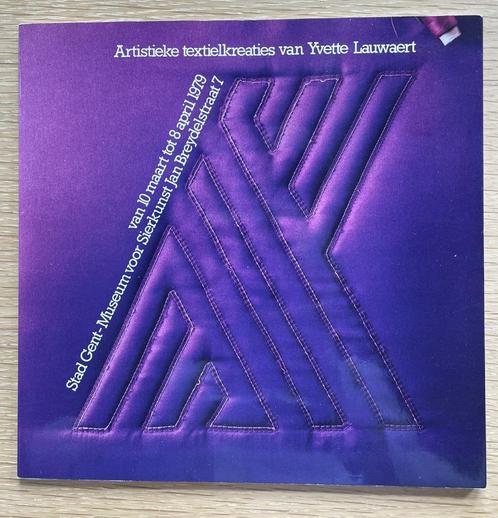 Artistieke textielkreaties van Yvette Lauwaert
van 10 maart tot 8 april 1979
Stad Gent-Museum voor Sierkunst Jan Breydelstraat 7